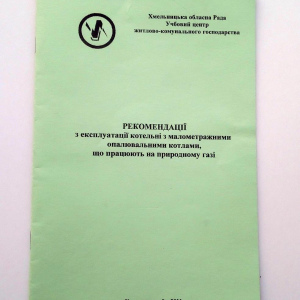 Хмельницька обласна Рада
Учбовий центр
житлово-комунального господарства
РЕКОМЕНДАЦІЇ
з експлуатації котельні з малометражними
опалювальними котлами,
що працюють на природному газі